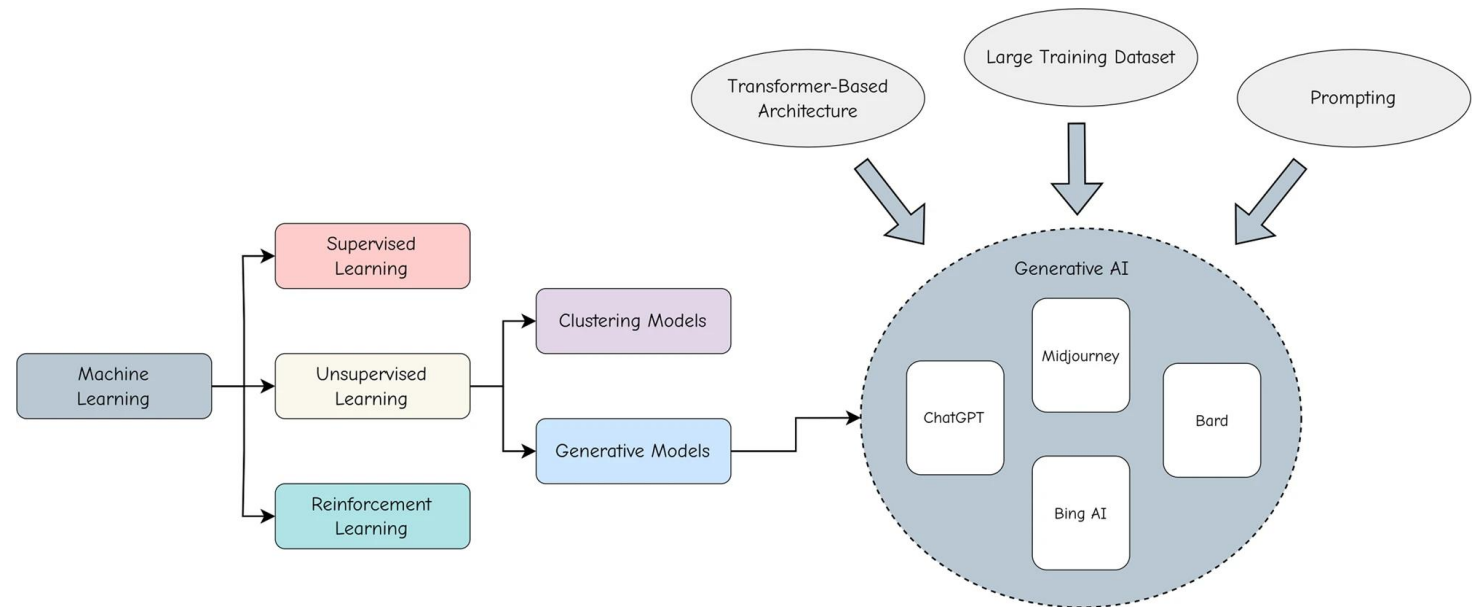 Large Training Dataset
Transformer-Based
Architecture
Prompting
Supervised
Learning
Generative AI
Clustering Models
Midjourney
Machine
Learning
Unsupervised
Learning
ChatGPT
Bard
Generative Models
Reinforcement
Learning
Bing AI